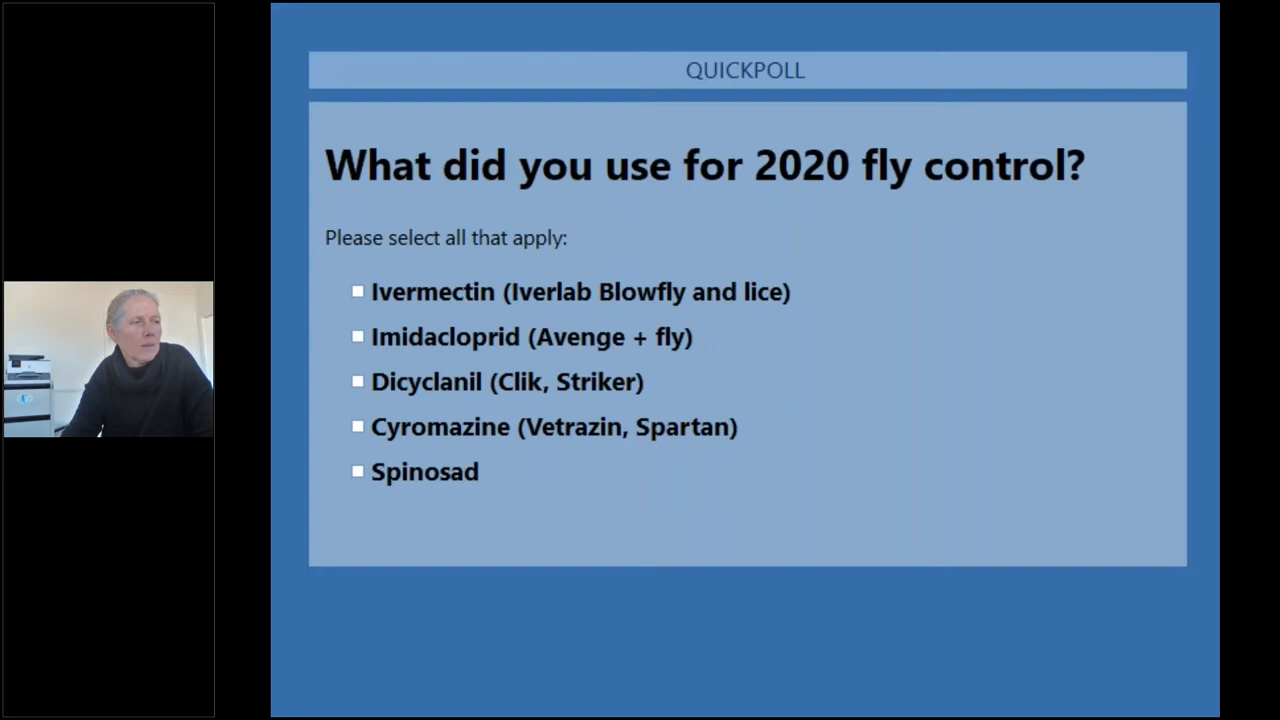 QUICKPOLL
What did you use for 2020 fly control?
Please select all that apply:
Ivermectin (Iverlab Blowfly and lice)
Imidacloprid (Avenge + fly)
Dicyclanil (Clik, Striker)
Cyromazine (Vetrazin, Spartan)
Spinosad